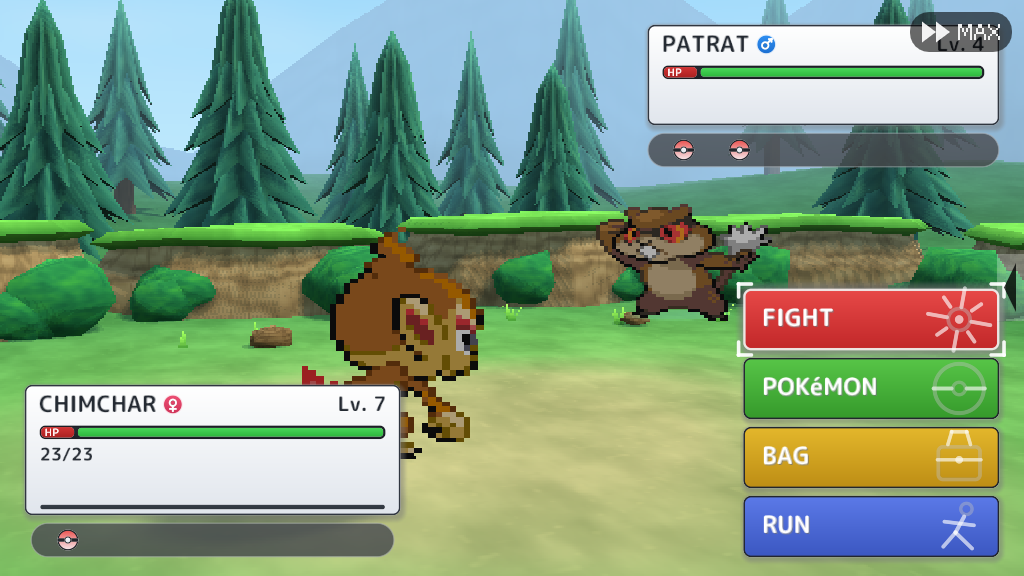 MAX
PATRAT ♂ Lv. 4
HP
FIGHT
POKéMON
BAG
RUN
CHIMCHAR ♀ Lv. 7
HP
23/23